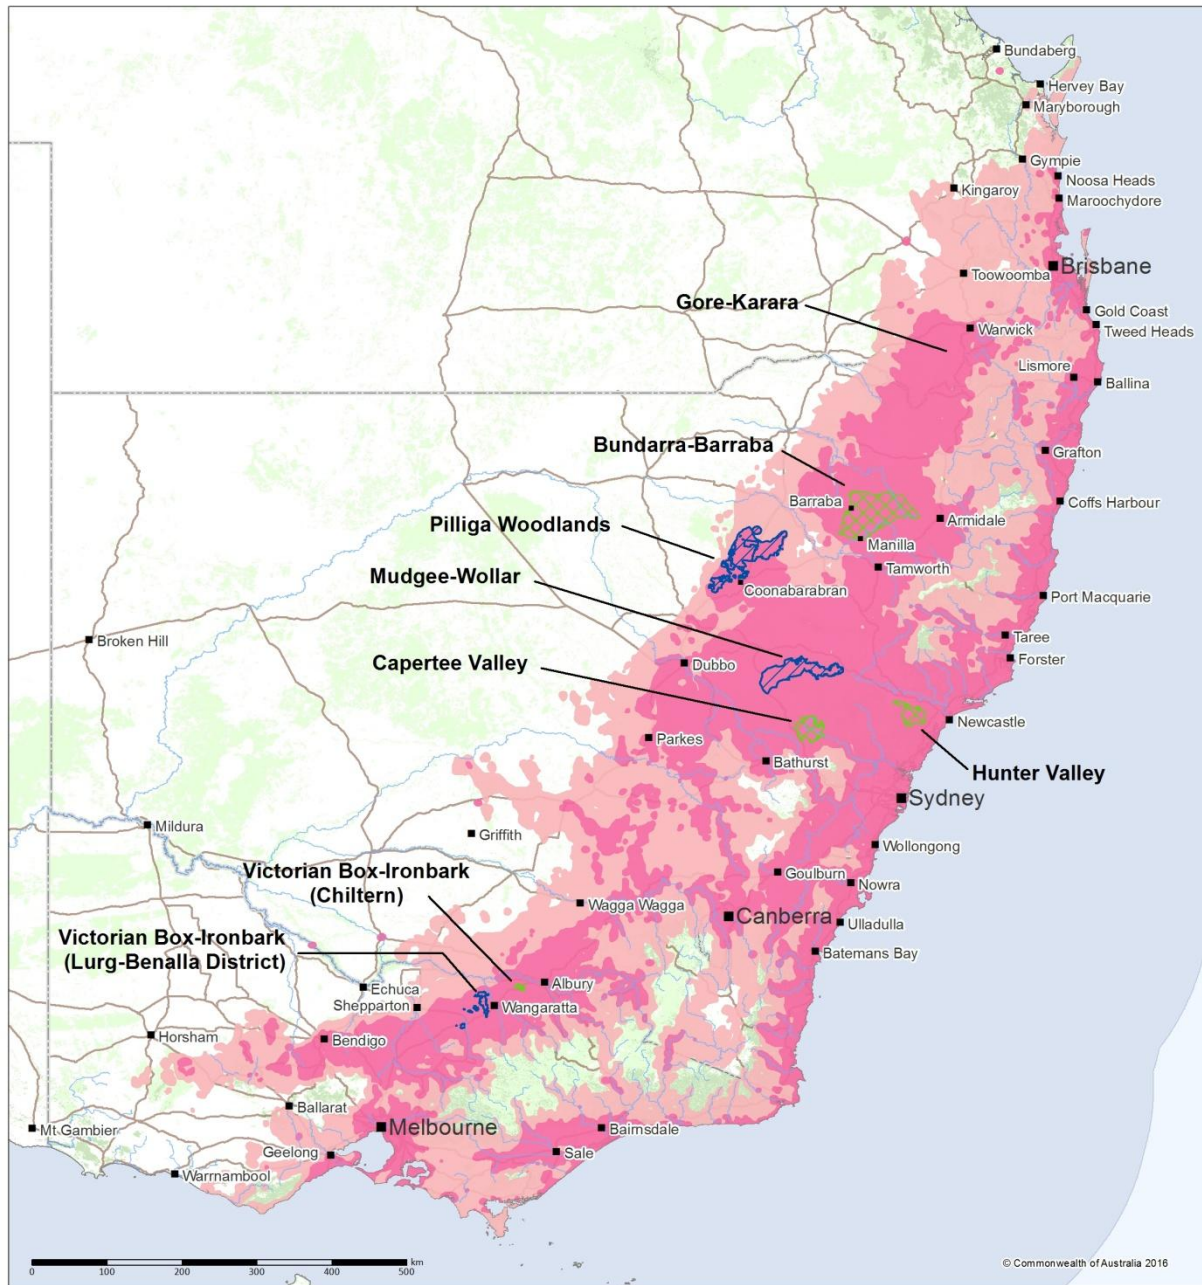 Bundaberg
Hervey Bay
Maryborough
Gympie
Noosa Heads
Kingaroy
Maroochydore
Brisbane
Toowoomba
Gore-Karara
Gold Coast
Warwick
Tweed Heads
Lismore
Ballina
Bundarra-Barraba
Grafton
Barraba
Coffs Harbour
Pilliga Woodlands
Armidale
Manilla
Tamworth
Mudgee-Wollar
Coonabarabran
Port Macquarie
Broken Hill
Taree
Capertee Valley
Dubbo
Forster
Newcastle
Parkes
Bathurst
Hunter Valley
Sydney
Mildura
Griffith
Wollongong
Victorian Box-Ironbark
(Chiltern)
Goulburn
Nowra
Wagga Wagga
Canberra
Ulladulla
Victorian Box-Ironbark
(Lurg-Benalla District)
Batemans Bay
Albury
Echuca
Shepparton
Wangaratta
Horsham
Bendigo
Ballarat
Mt Gambier
Melbourne
Bairnsdale
Geelong
Sale
Warrnambool
km
0 100 200 300 400 500
© Commonwealth of Australia 2016